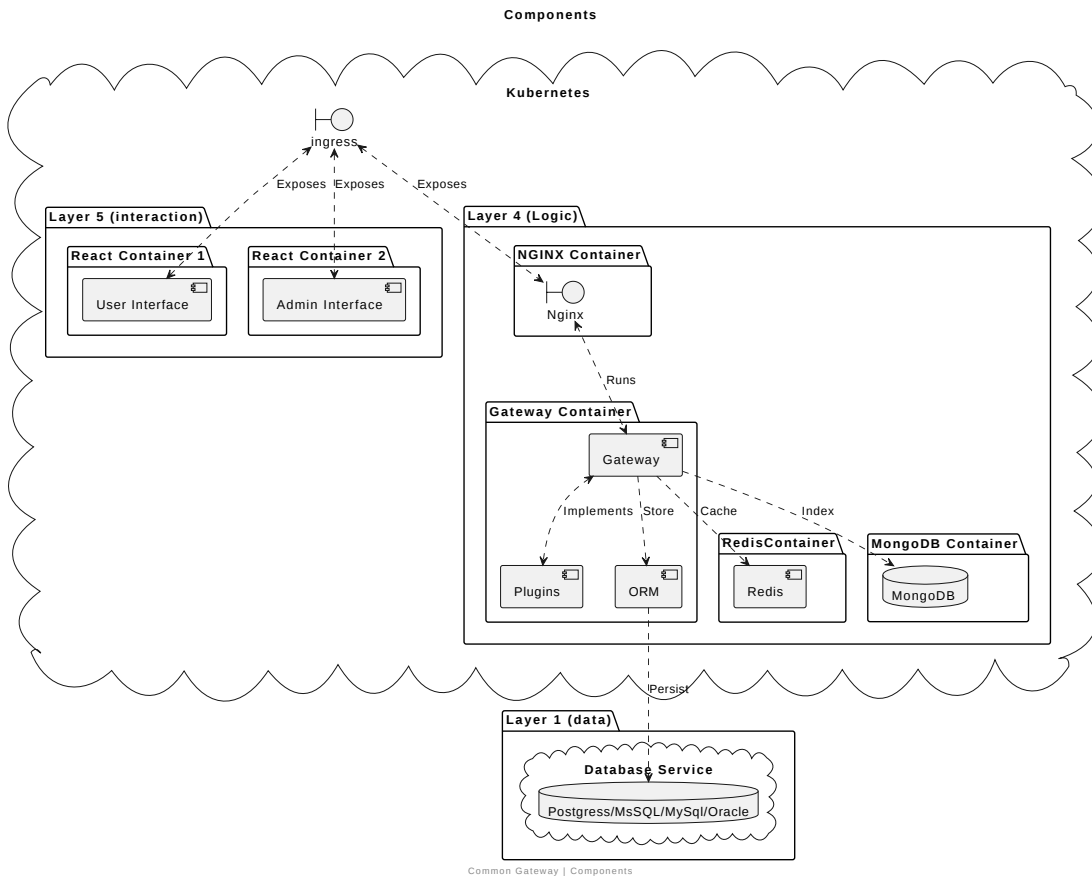 Components
Kubernetes
ingress
Exposes
Exposes
Exposes
Layer 5 (interaction)
Layer 4 (Logic)
React Container 1
React Container 2
NGINX Container
User Interface
Admin Interface
Nginx
Runs
Gateway Container
Gateway
Implements
Store
Cache
Index
RedisContainer
MongoDB Container
Plugins
ORM
Redis
MongoDB
Persist
Layer 1 (data)
Database Service
Postgress/MsSQL/MySql/Oracle
Common Gateway | Components